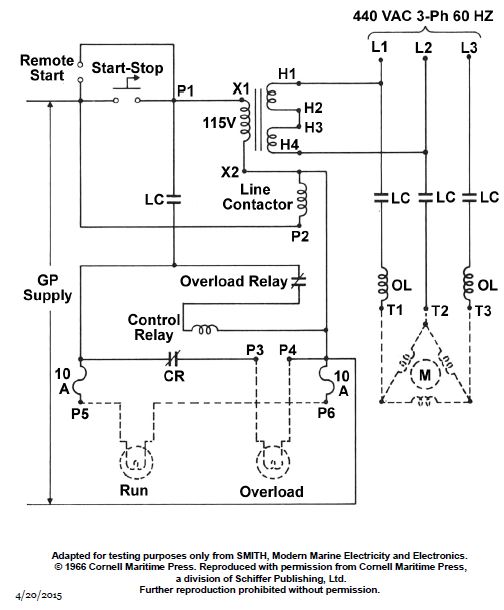 440 VAC 3-Ph 60 HZ
L1 L2 L3
Remote
Start
Start-Stop
P1
X1
H1
H2
115V
H3
H4
X2
LC
Line
Contactor
LC LC LC
P2
GP
Supply
Overload Relay
OL OL
Control
Relay
T1 T2 T3
P3 P4
M
10
A
CR
10
A
P5 P6
Run
Overload
Adapted for testing purposes only from SMITH, Modern Marine Electricity and Electronics.
© 1966 Cornell Maritime Press. Reproduced with permission from Cornell Maritime Press,
a division of Schiffer Publishing, Ltd.
Further reproduction prohibited without permission.
4/20/2015